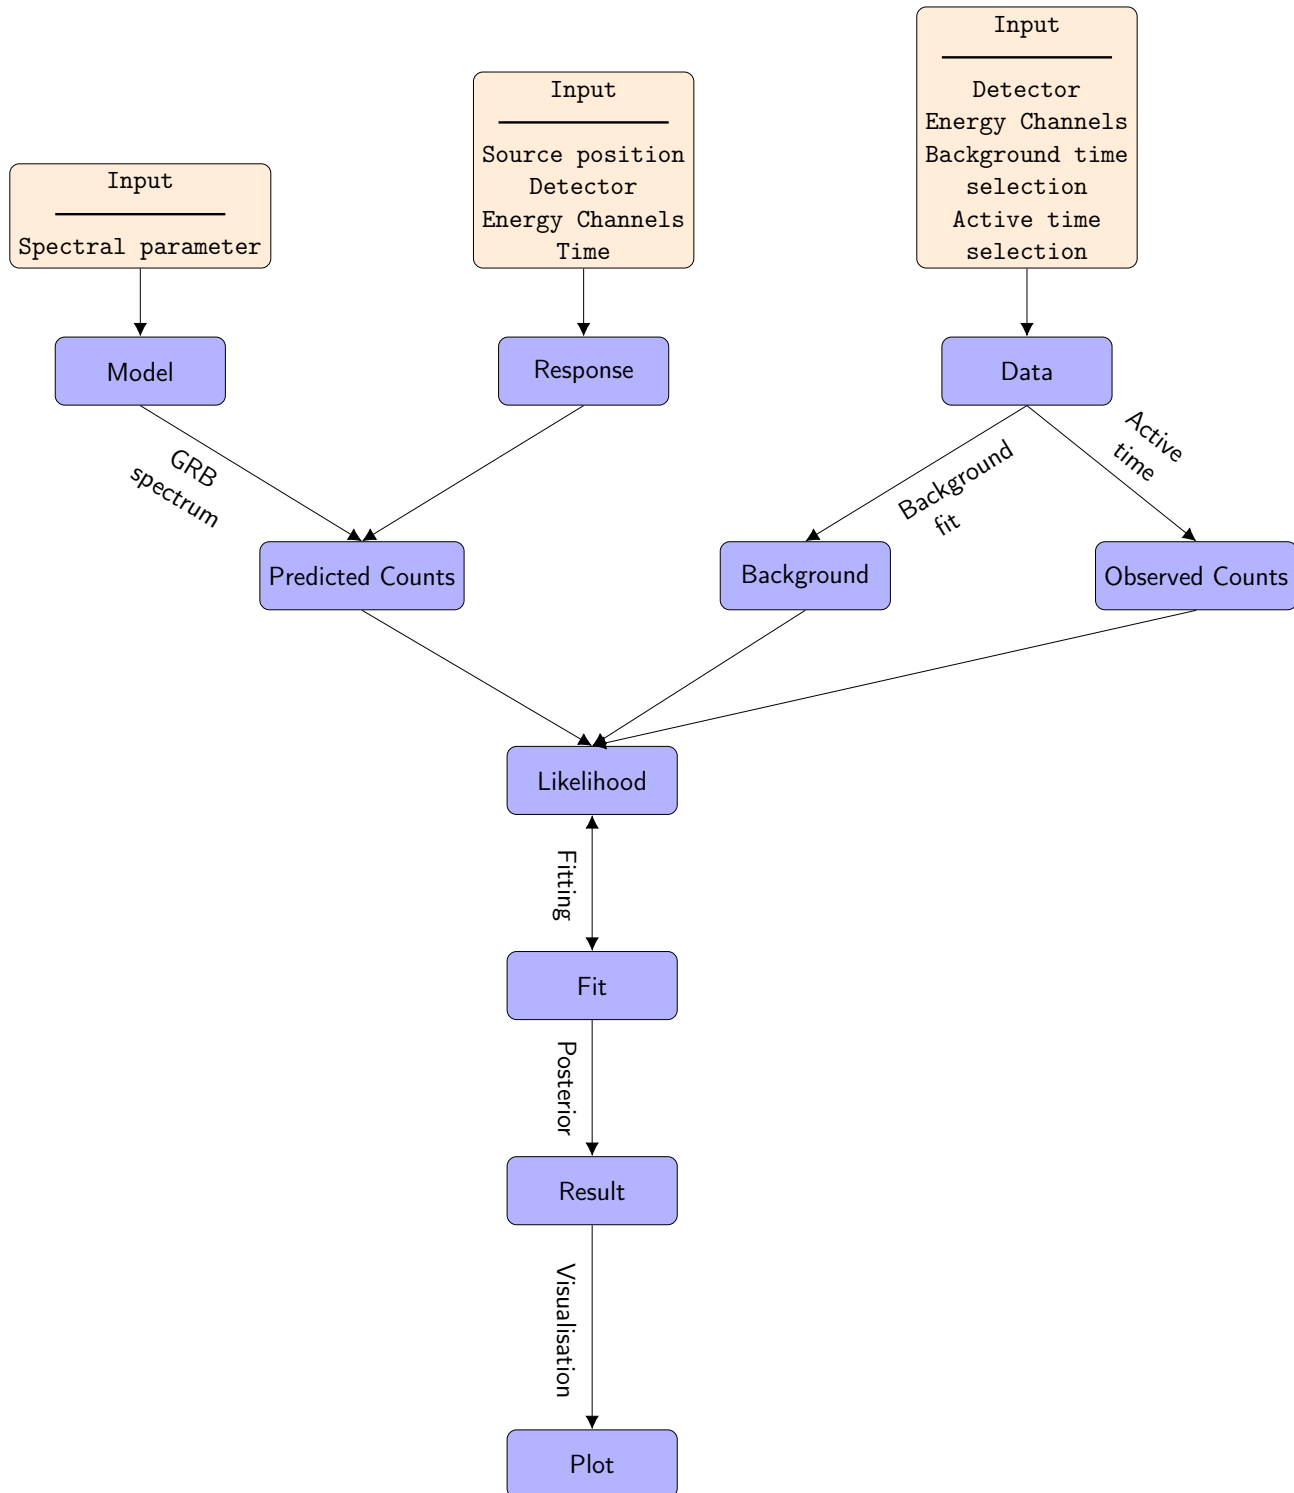 Input
Detector
Energy Channels
Background time
selection
Active time
selection
Input
Source position
Detector
Energy Channels
Time
Input
Spectral parameter
Model
Response
Data
GRB
spectrum
Background
fit
Active
time
Predicted Counts
Background
Observed Counts
Likelihood
Fitting
Fit
Posterior
Result
Visualisation
Plot